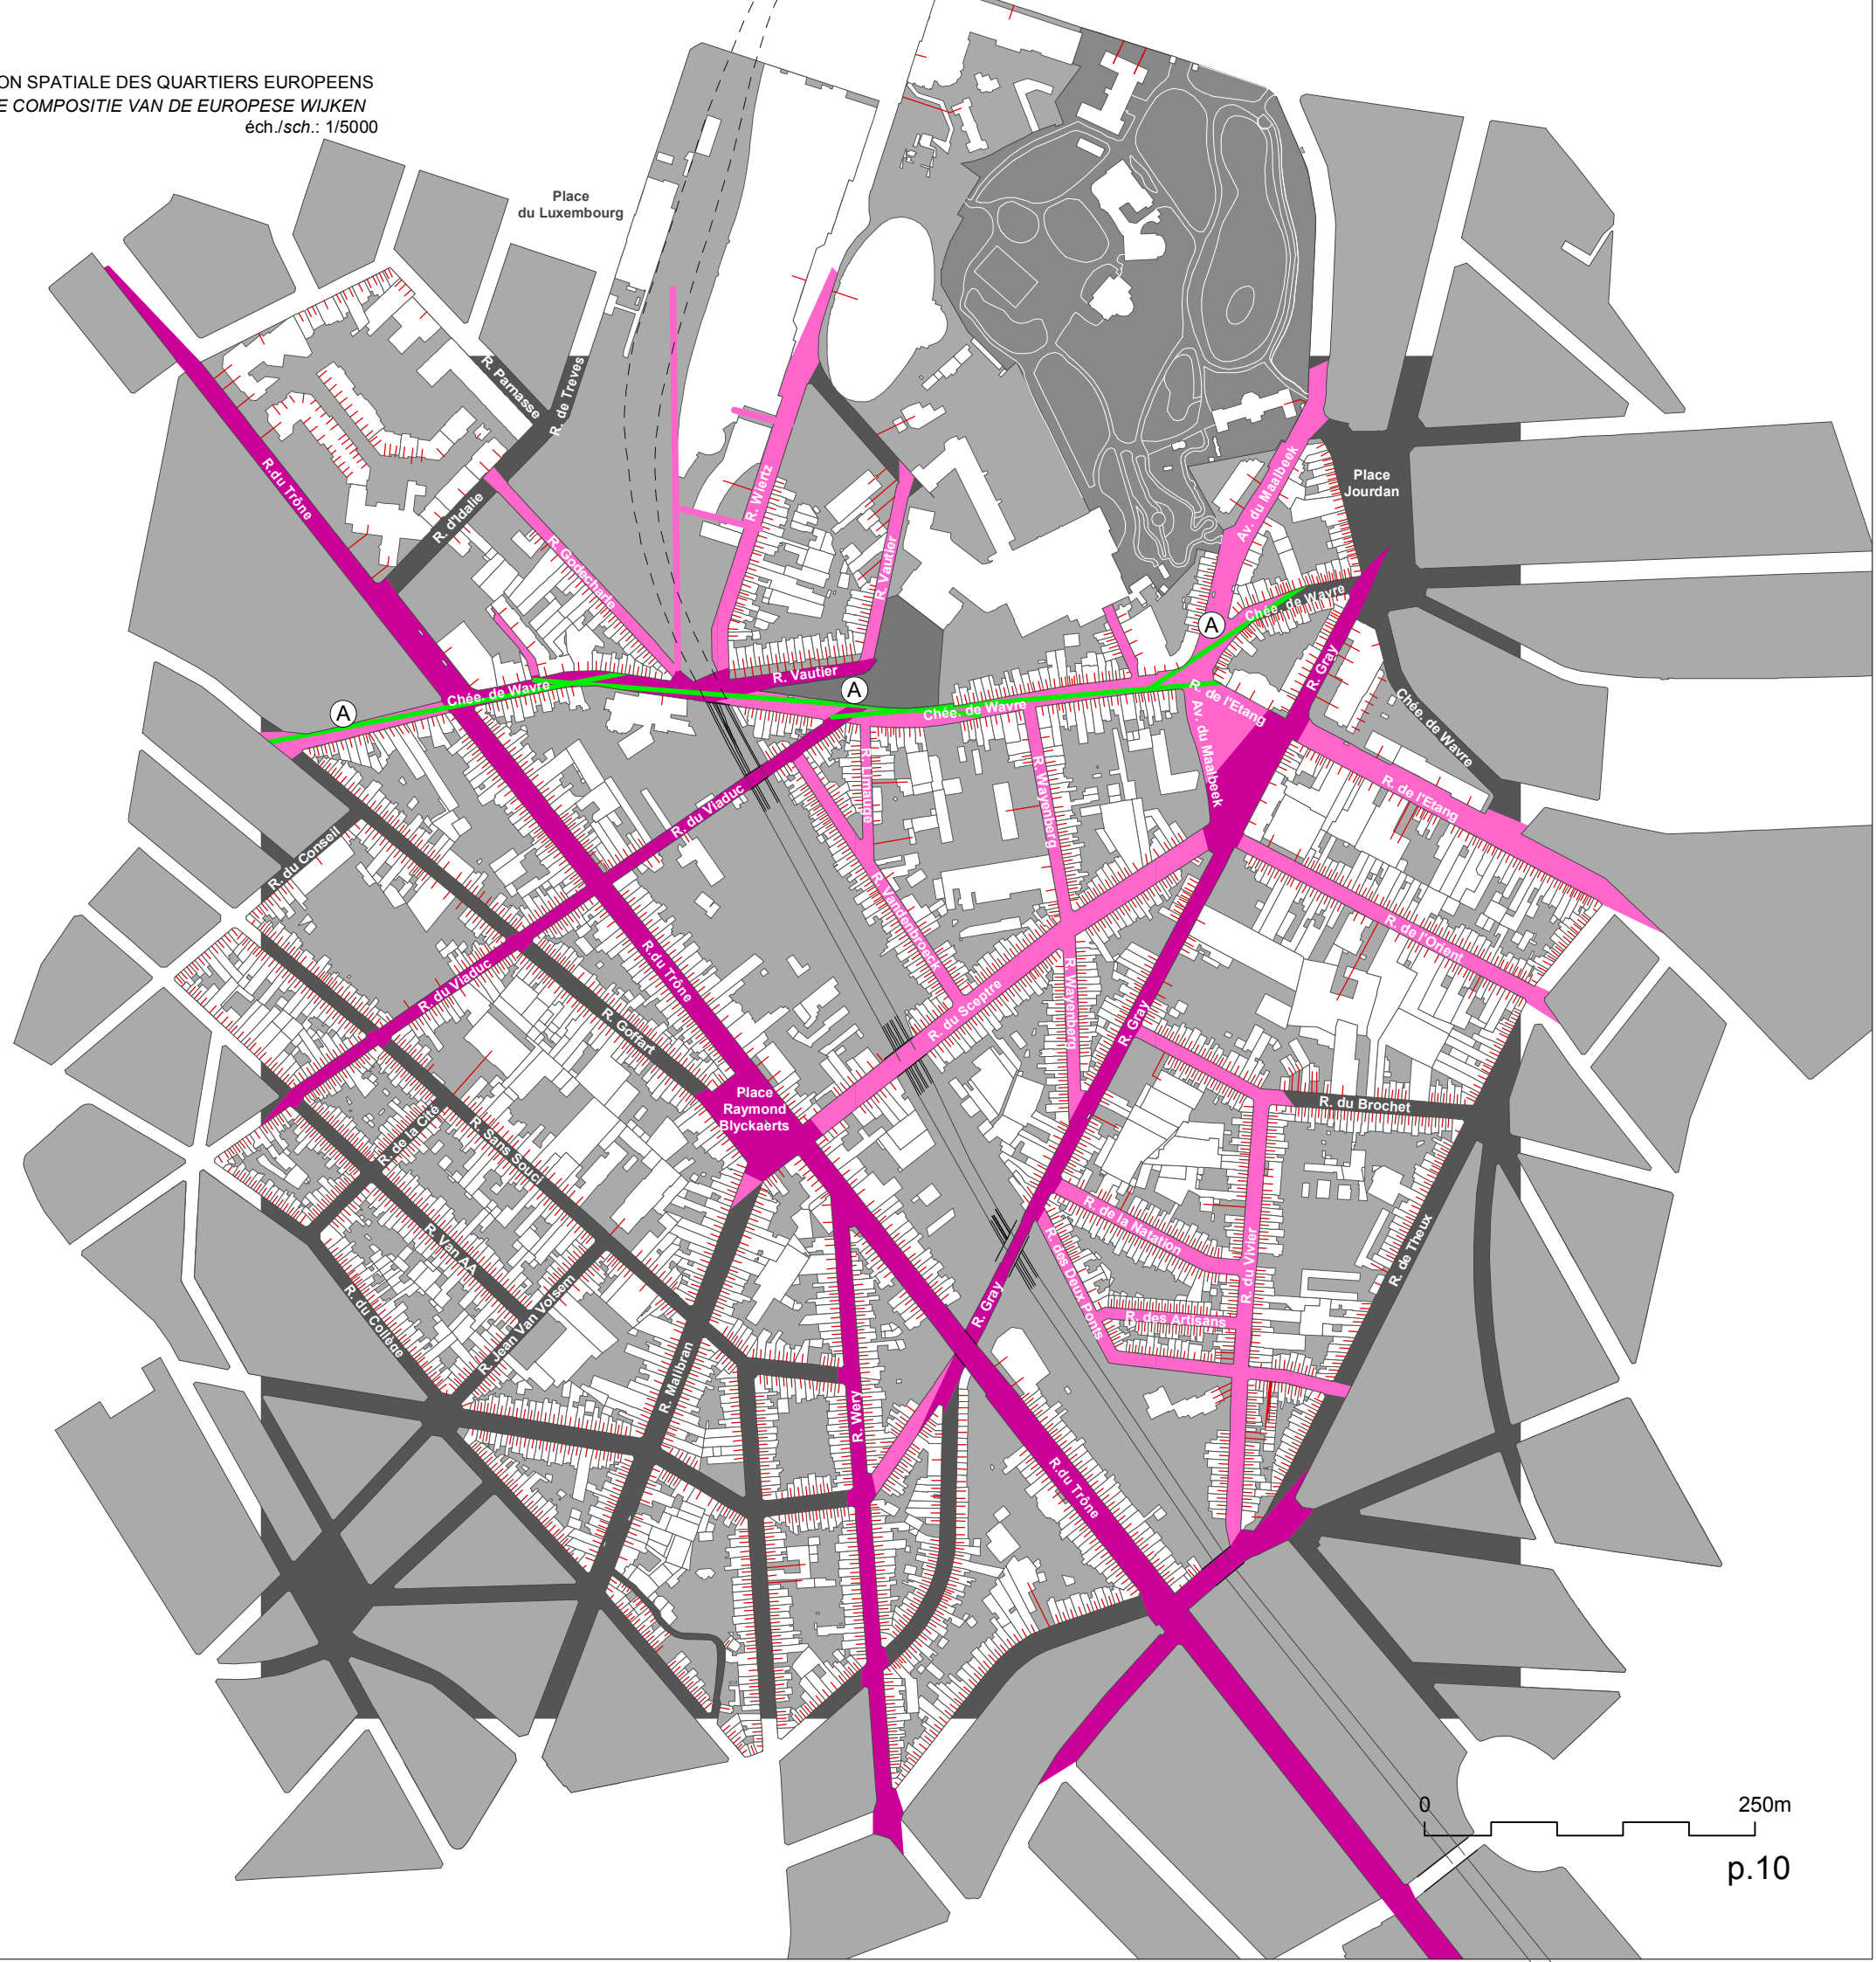 ON SPATIALE DES QUARTIERS EUROPEENS
E COMPOSITIE VAN DE EUROPESE WIJKEN
éch./sch.: 1/5000
Place
du Luxembourg
R. Parnasse
R. de Treves
R.du Trône
R. d'Idalie
R. Godecharle
R. Wiertz
R. Vautier
Av. du Maalbeek
Place
Jourdan
Chée. de Wavre
A
R. Gray
R. Vautier
A
Chée. de Wavre
A
Chée. de Wavre
R. de l'Etang
Av. du Maalbeek
Chée. de Wavre
R. Limauge
R. Wayenberg
R. du Viaduc
R. de l'Etang
R. du Conseil
R. Vandenbroeck
R. de l'Orient
R. du Viaduc
R.du Trône
R. Goffart
R. du Sceptre
R. Wayenberg
R. Gray
Place
Raymond
Blyckaèrts
R. du Brochet
R. de la Cité
R. Sans Souci
R. de la Natation
R. Van AA
R. du Vivier
R. de Theux
R. des Deux Ponts
R. du Collège
R. Jean Van Volsem
R. Gray
R. des Artisans
R. Malibran
R. Wery
R.du Trône
0
250m
p.10